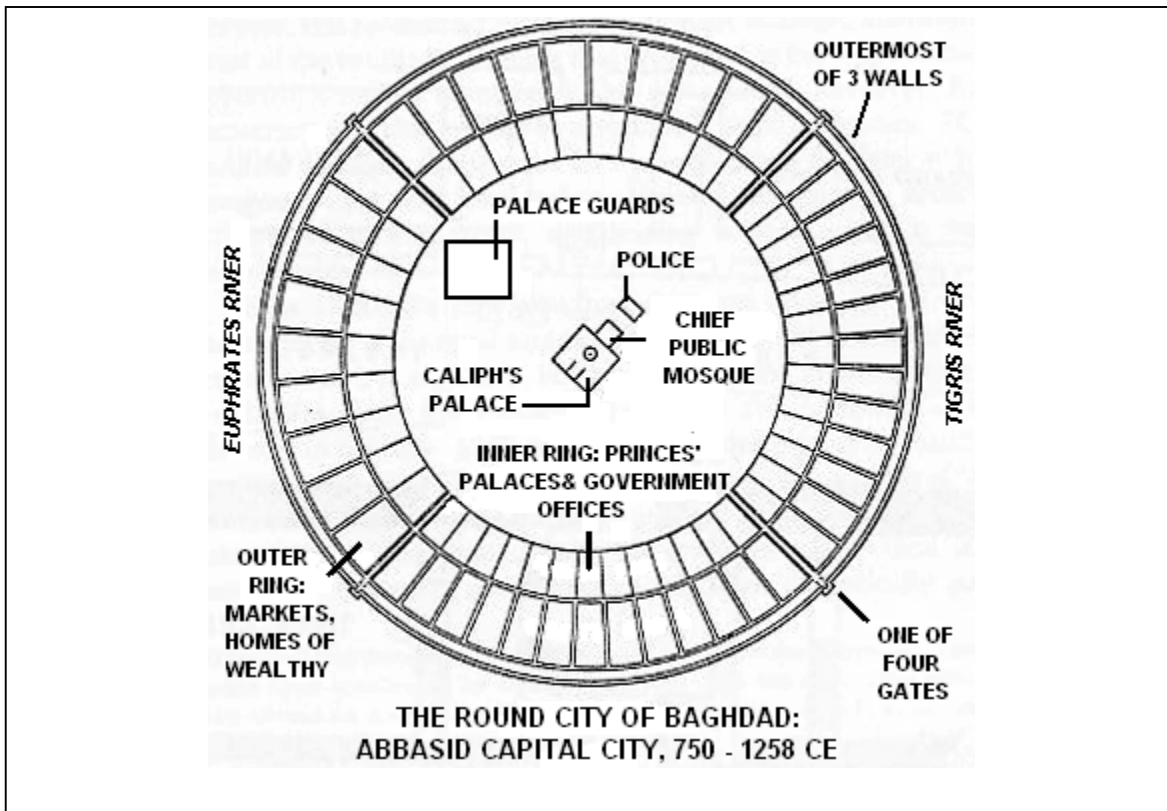 OUTERMOST
OF 3 WALLS
PALACE GUARDS
POLICE
CHIEF
PUBLIC
MOSQUE
CALIPH'S
PALACE
EUPHRATES RIVER
TIGRIS RIVER
INNER RING: PRINCES'
PALACES& GOVERNMENT
OFFICES
OUTER
RING:
MARKETS,
HOMES OF
WEALTHY
ONE OF
FOUR
GATES
THE ROUND CITY OF BAGHDAD:
ABBASID CAPITAL CITY, 750 - 1258 CE